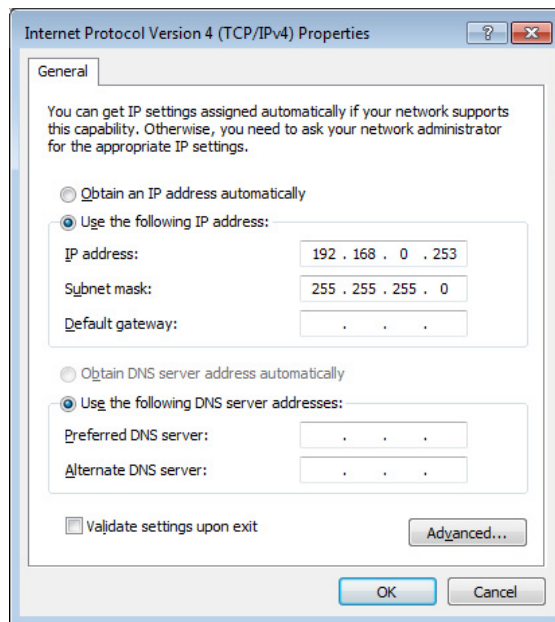 Internet Protocol Version 4 (TCP/IPv4) Properties
General
You can get IP settings assigned automatically if your network supports
this capability. Otherwise, you need to ask your network administrator
for the appropriate IP settings.
Obtain an IP address automatically
Use the following IP address:
IP address: 192 . 168 . 0 . 253
Subnet mask: 255 . 255 . 255 . 0
Default gateway: . . .
Obtain DNS server address automatically
Use the following DNS server addresses:
Preferred DNS server: . . .
Alternate DNS server: . . .
Validate settings upon exit
Advanced...
OK Cancel